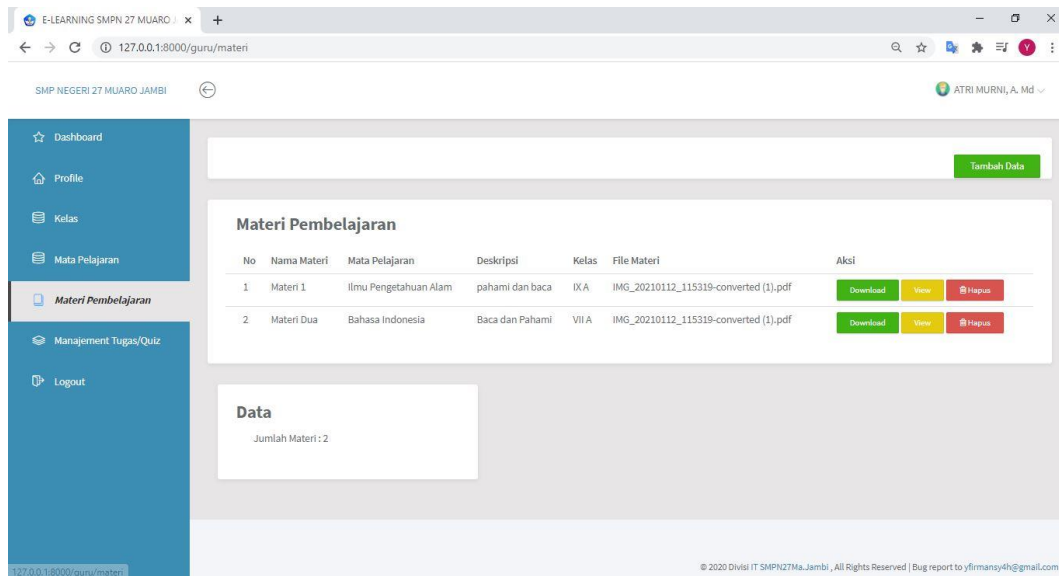 E-LEARNING SMPN 27 MUARO J
127.0.0.1:8000/guru/materi
Y
SMP NEGERI 27 MUARO JAMBI
ATRI MURNI, A. Md
Dashboard
Profile
Kelas
Mata Pelajaran
Materi Pembelajaran
Manajement Tugas/Quiz
Logout
Tambah Data
Materi Pembelajaran
No Nama Materi Mata Pelajaran Deskripsi Kelas File Materi Aksi
1 Materi 1 Ilmu Pengetahuan Alam pahami dan baca IX A IMG_20210112_115319-converted (1).pdf Download View Hapus
2 Materi Dua Bahasa Indonesia Baca dan Pahami VII A IMG_20210112_115319-converted (1).pdf Download View Hapus
Data
Jumlah Materi : 2
© 2020 Divisi IT SMPN27Ma.Jambi , All Rights Reserved | Bug report to yfirmansy4h@gmail.com
127.0.0.1:8000/guru/materi